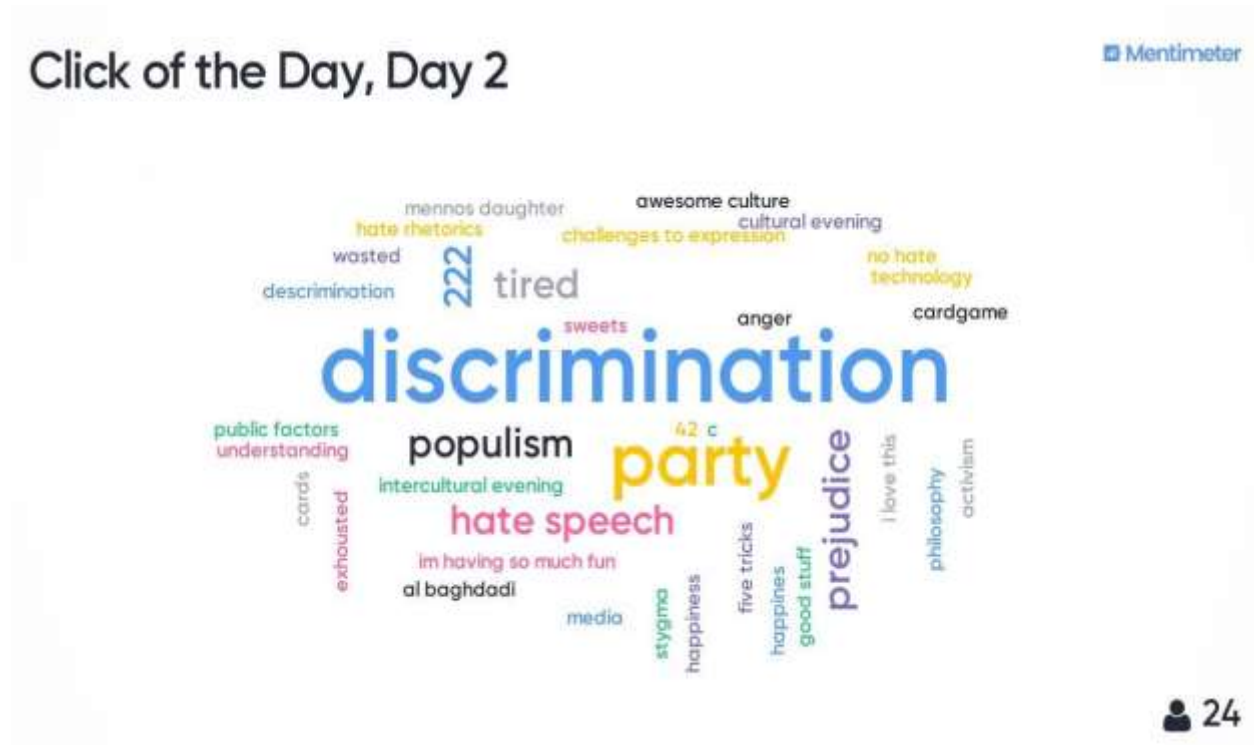 Click of the Day, Day 2
Mentimeter
mennos daughter
awesome culture
hate rhetorics
challenges to expression
cultural evening
wasted
222
tired
no hate
technology
descrimination
sweets
anger
cardgame
discrimination
public factors
understanding
populism
42
c
party
prejudice
i love this
philosophy
activism
cards
exhousted
intercultural evening
hate speech
im having so much fun
al baghdadi
media
stygma
happiness
five tricks
happines
good stuff
24